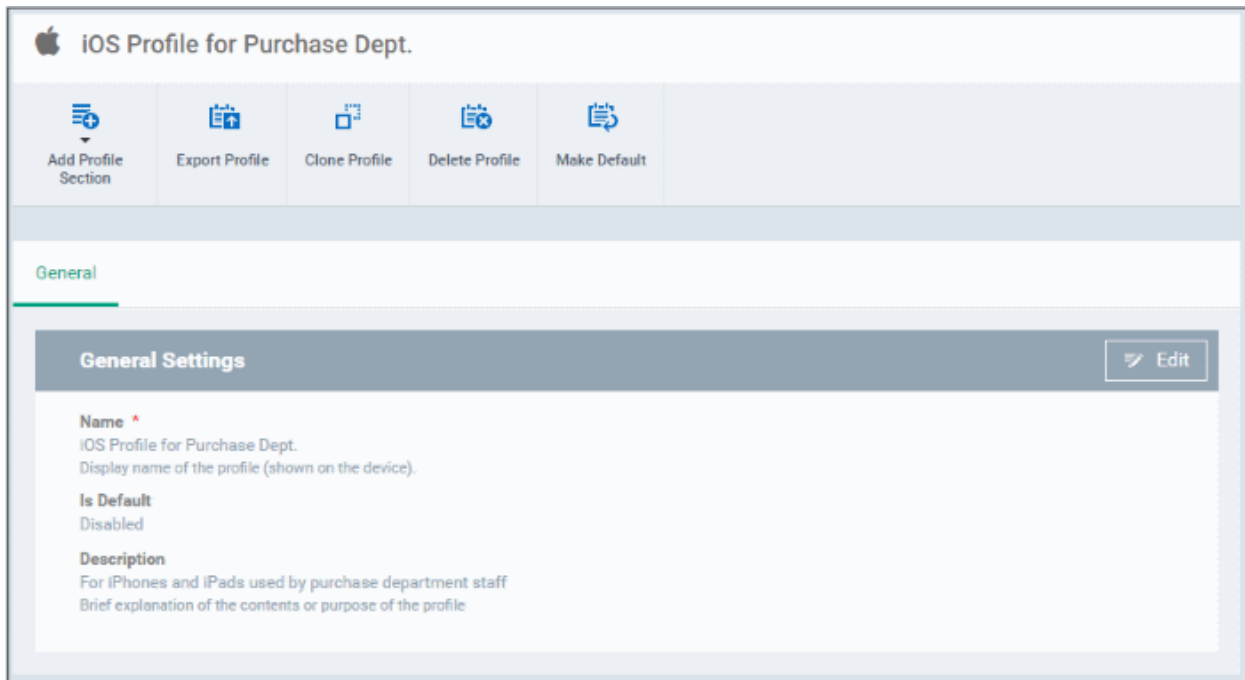 iOS Profile for Purchase Dept.
Add Profile
Section
Export Profile
Clone Profile
Delete Profile
Make Default
General
General Settings
Edit
Name *
iOS Profile for Purchase Dept.
Display name of the profile (shown on the device).
Is Default
Disabled
Description
For iPhones and iPads used by purchase department staff
Brief explanation of the contents or purpose of the profile